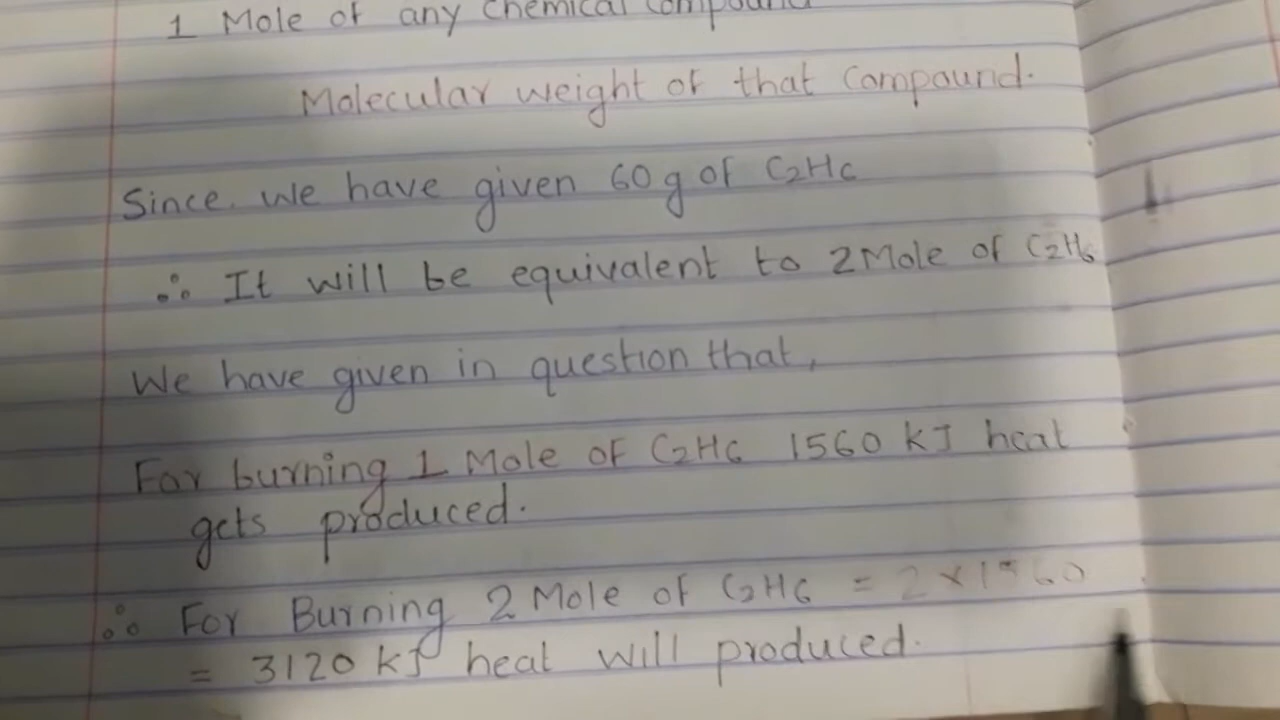 1 Mole of any chemical compound
Molecular weight of that compound.
Since. we have given 60g of C2H6
∴ It will be equivalent to 2 Mole of C2H6
We have given in question that,
For burning 1 Mole of C2H6 1560 KJ heat
gets produced.
∴ For Burning 2 Mole of C2H6 = 2 × 1560
= 3120 KJ heat will produced.